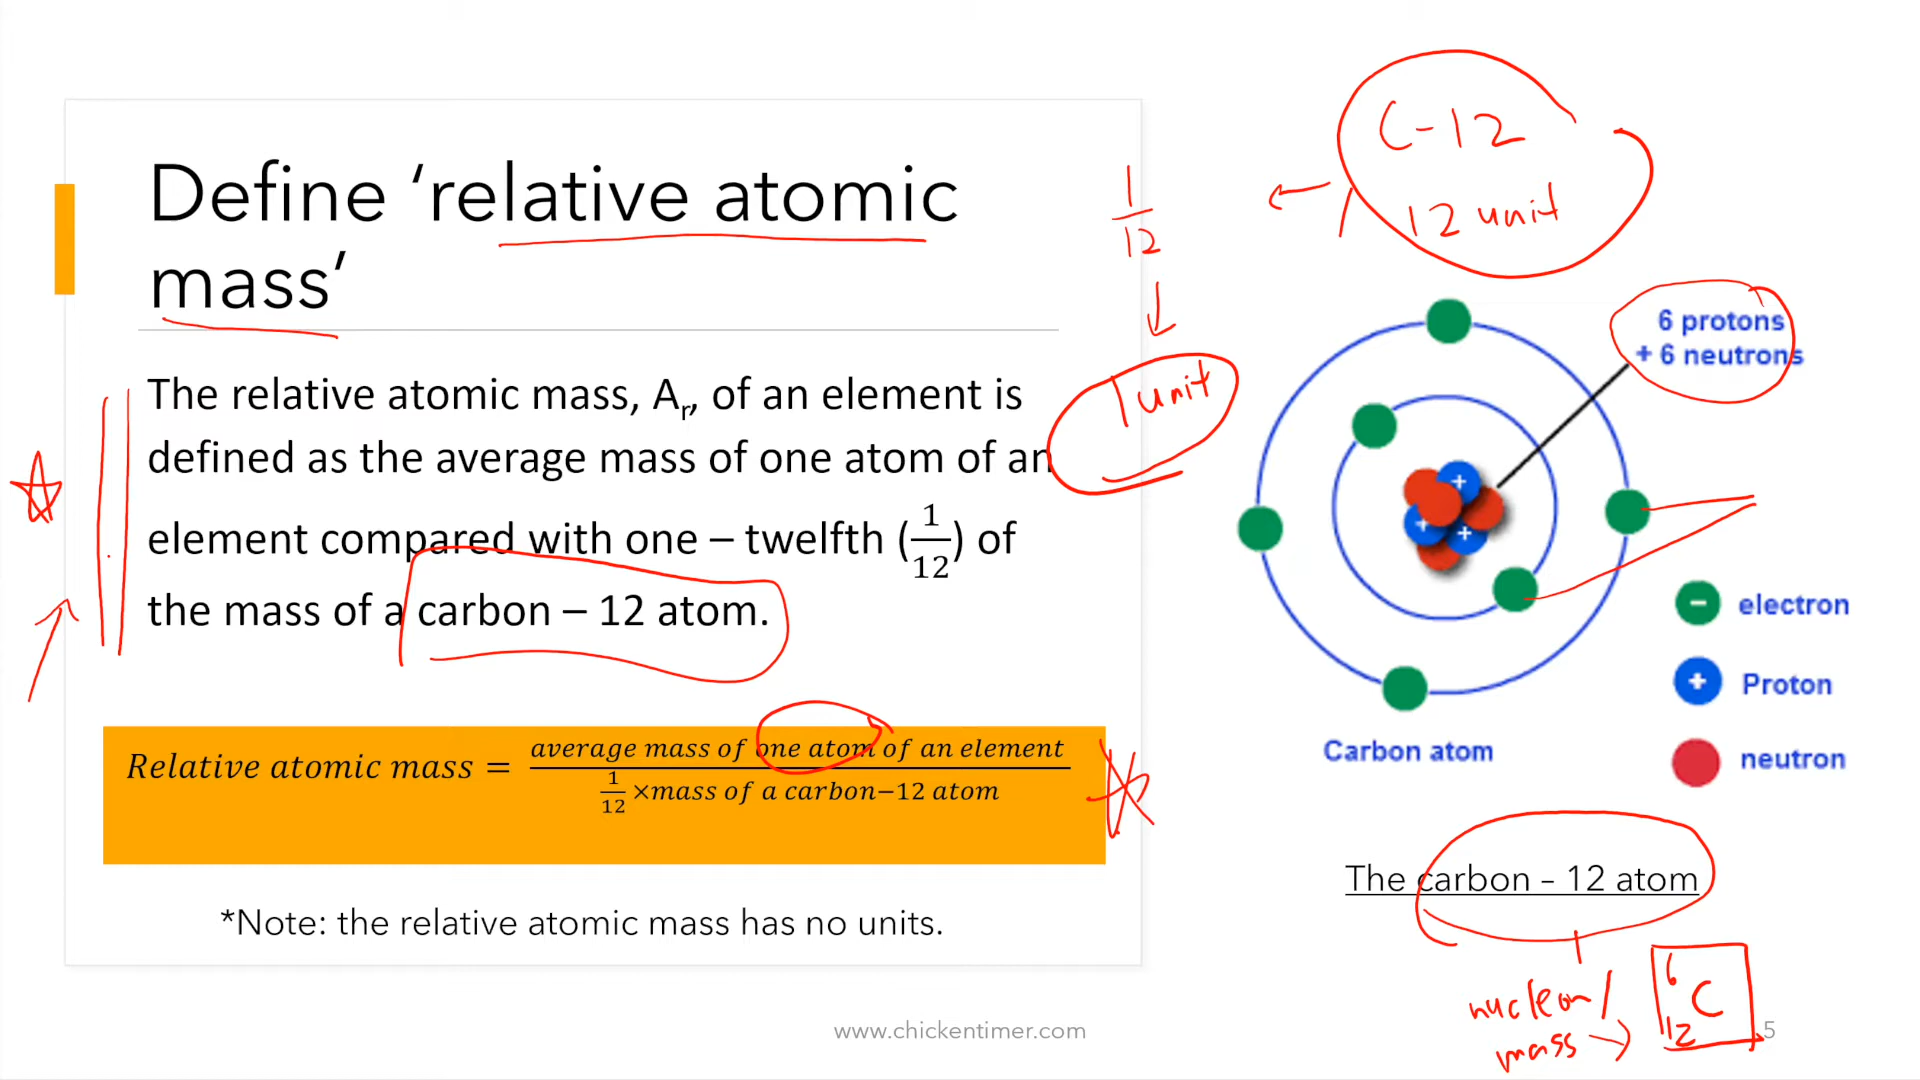 Define ‘relative atomic
mass’
The relative atomic mass, Ar, of an element is
defined as the average mass of one atom of an
element compared with one – twelfth (1/12) of
the mass of a carbon – 12 atom.
Relative atomic mass = average mass of one atom of an element / 1/12 ×mass of a carbon−12 atom
*Note: the relative atomic mass has no units.
www.chickentimer.com
1/12
1 unit
C-12
12 unit
6 protons
+ 6 neutrons
+
+
+
− electron
+ Proton
neutron
Carbon atom
The carbon – 12 atom
nucleon/
mass →
6
C
12
5